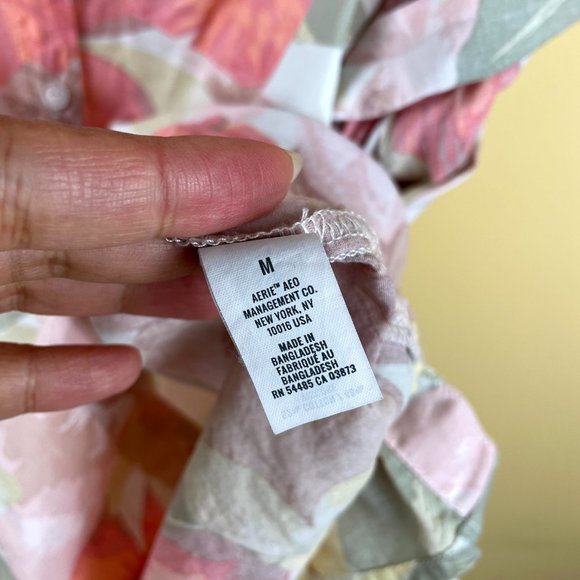 M
AERIE™ AEO
MANAGEMENT CO.
NEW YORK, NY
10016 USA
MADE IN
BANGLADESH
FABRIQUÉ AU
BANGLADESH
RN 54485 CA 03873